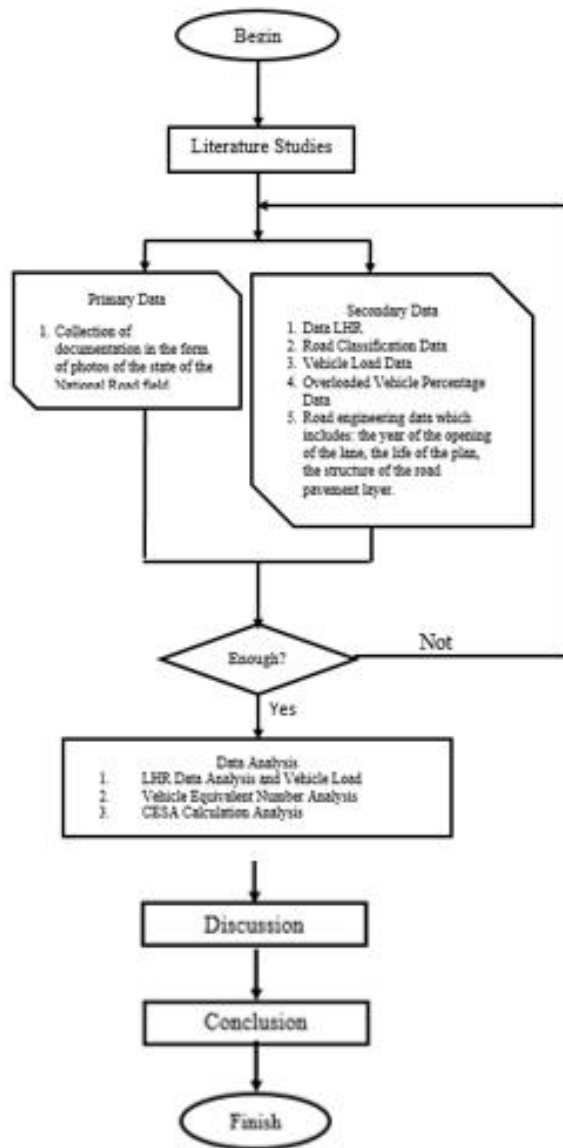 Begin
Literature Studies
Primary Data
1. Collection of
documentation in the form
of photos of the state of the
National Road field
Secondary Data
1. Data LHR
2. Road Classification Data
3. Vehicle Load Data
4. Overloaded Vehicle Percentage
Data
5. Road engineering data which
includes: the year of the opening
of the lane, the life of the plan,
the structure of the road
pavement layer.
Enough?
Not
Yes
Data Analysis
1. LHR Data Analysis and Vehicle Load
2. Vehicle Equivalent Number Analysis
3. CESA Calculation Analysis
Discussion
Conclusion
Finish